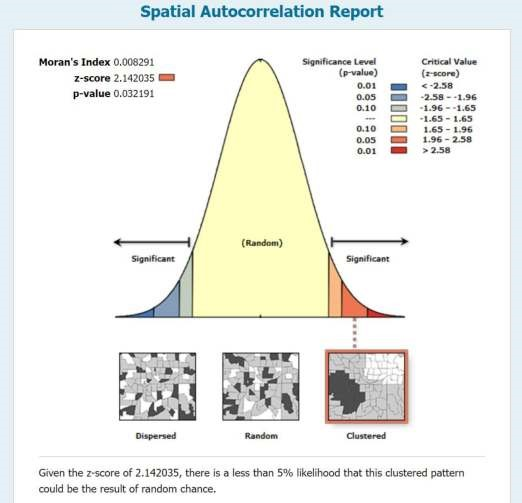 Spatial Autocorrelation Report
Moran's Index 0.008291
z-score 2.142035
p-value 0.032191
Significance Level
(p-value)
Critical Value
(z-score)
0.01 < -2.58
0.05 -2.58 - -1.96
0.10 -1.96 - -1.65
--- -1.65 - 1.65
0.10 1.65 - 1.96
0.05 1.96 - 2.58
0.01 > 2.58
(Random)
Significant
Significant
Dispersed
Random
Clustered
Given the z-score of 2.142035, there is a less than 5% likelihood that this clustered pattern
could be the result of random chance.